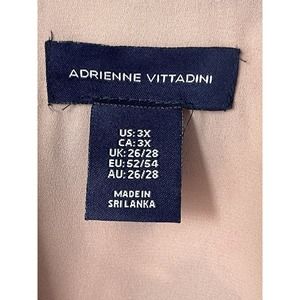 ADRIENNE VITTADINI
US: 3X
CA: 3X
UK: 26/28
EU: 52/54
AU: 26/28
MADE IN
SRI LANKA